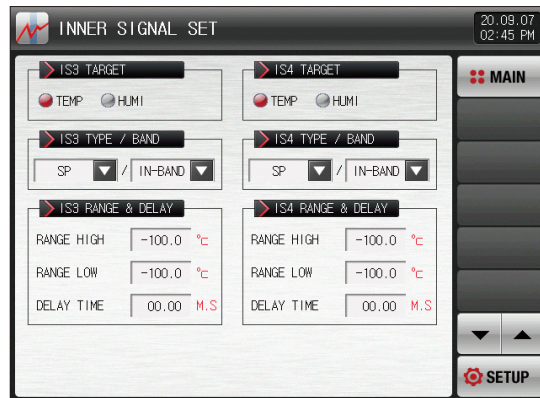 INNER SIGNAL SET
20.09.07
02:45 PM
IS3 TARGET
TEMP HUMI
IS4 TARGET
TEMP HUMI
IS3 TYPE / BAND
SP / IN-BAND
IS4 TYPE / BAND
SP / IN-BAND
IS3 RANGE & DELAY
RANGE HIGH -100.0 ℃
RANGE LOW -100.0 ℃
DELAY TIME 00.00 M.S
IS4 RANGE & DELAY
RANGE HIGH -100.0 ℃
RANGE LOW -100.0 ℃
DELAY TIME 00.00 M.S
MAIN
SETUP